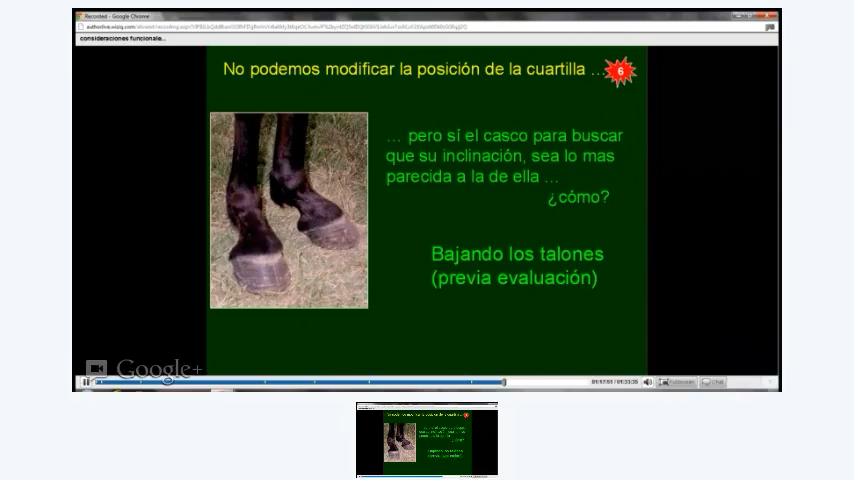 Recorded - Google Chrome
consideraciones funcionale...
No podemos modificar la posición de la cuartilla ...
6
... pero sí el casco para buscar
que su inclinación, sea lo mas
parecida a la de ella ...
¿cómo?
Bajando los talones
(previa evaluación)
Google+
Chat